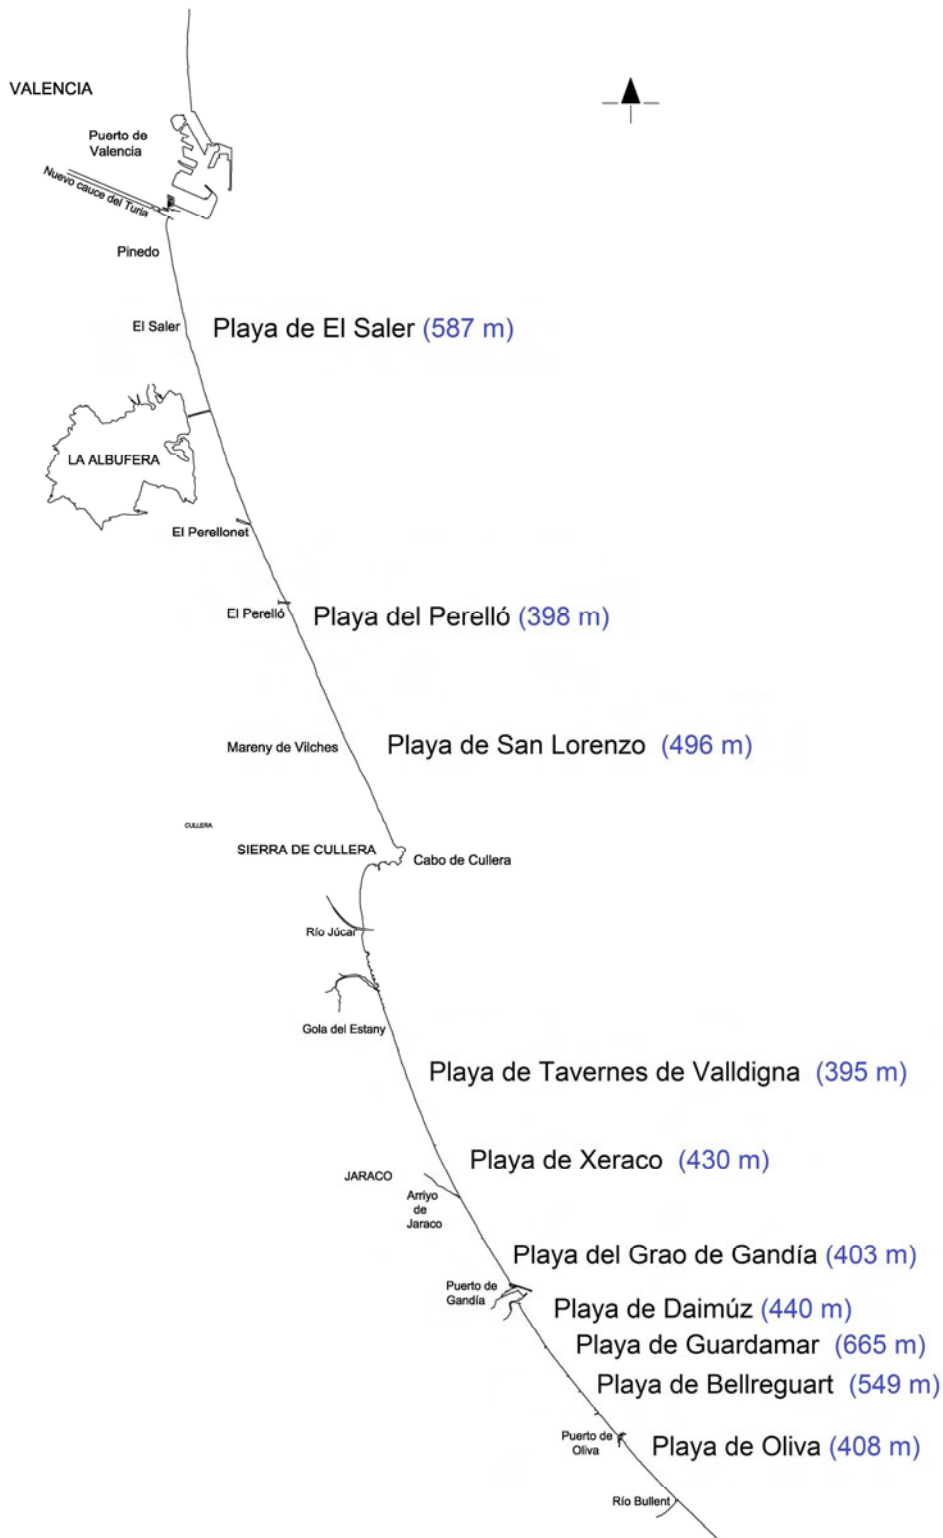 VALENCIA
Puerto de
Valencia
Nuevo cauce del Turia
Pinedo
El Saler
Playa de El Saler (587 m)
LA ALBUFERA
El Perellonet
El Perelló
Playa del Perelló (398 m)
Mareny de Vilches
Playa de San Lorenzo (496 m)
CULLERA
SIERRA DE CULLERA
Cabo de Cullera
Río Júcar
Gola del Estany
Playa de Tavernes de Valldigna (395 m)
Playa de Xeraco (430 m)
JARACO
Arriyo
de
Jaraco
Playa del Grao de Gandía (403 m)
Puerto de
Gandía
Playa de Daimúz (440 m)
Playa de Guardamar (665 m)
Playa de Bellreguart (549 m)
Puerto de
Oliva
Playa de Oliva (408 m)
Río Bullent